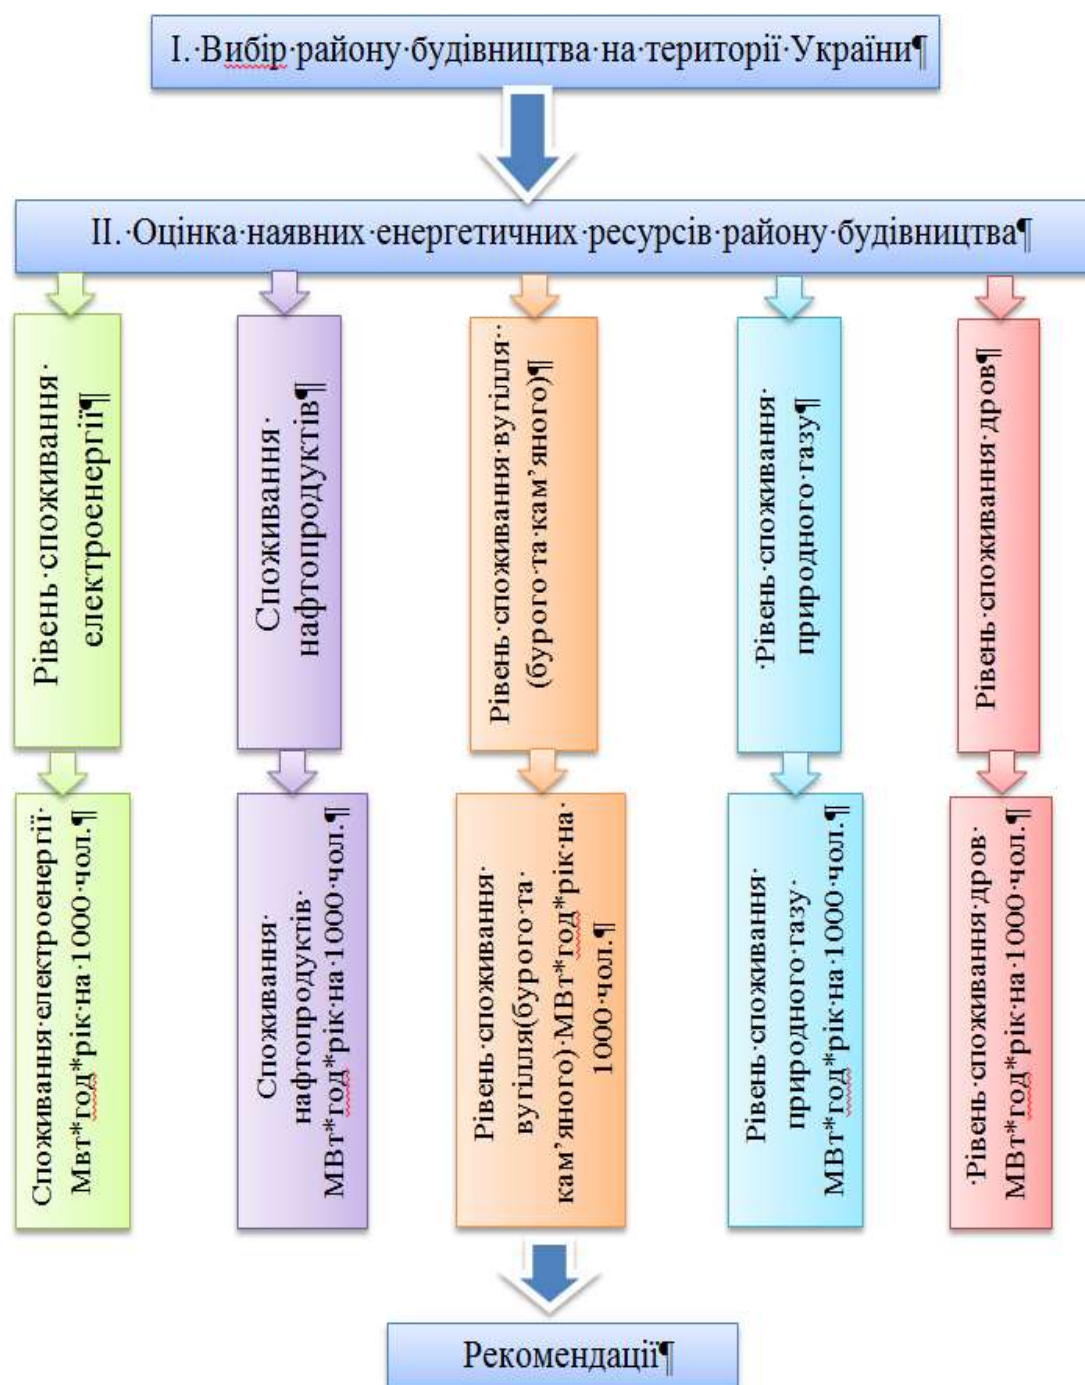 І.·Вибір·району·будівництва·на·території·України¶
ІІ.·Оцінка·наявних·енергетичних·ресурсів·району·будівництва¶
Рівень·споживання·
електроенергії¶
Споживання·
нафтопродуктів¶
Рівень·споживання·вугілля··
(бурого·та·кам’яного)¶
·Рівень·споживання·
природного·газу¶
Рівень·споживання·дров¶
Споживання·електроенергії·
Мвт*год*рік·на·1000·чол.¶
Споживання·
нафтопродуктів·
МВт*год*рік·на·1000·чол.¶
Рівень·споживання·
вугілля(бурого·та·
кам’яного)·МВт*год*рік·на·
1000·чол.¶
Рівень·споживання·
природного·газу·
МВт*год*рік·на·1000·чол.¶
·Рівень·споживання·дров·
МВт*год*рік·на·1000·чол.¶
Рекомендації¶